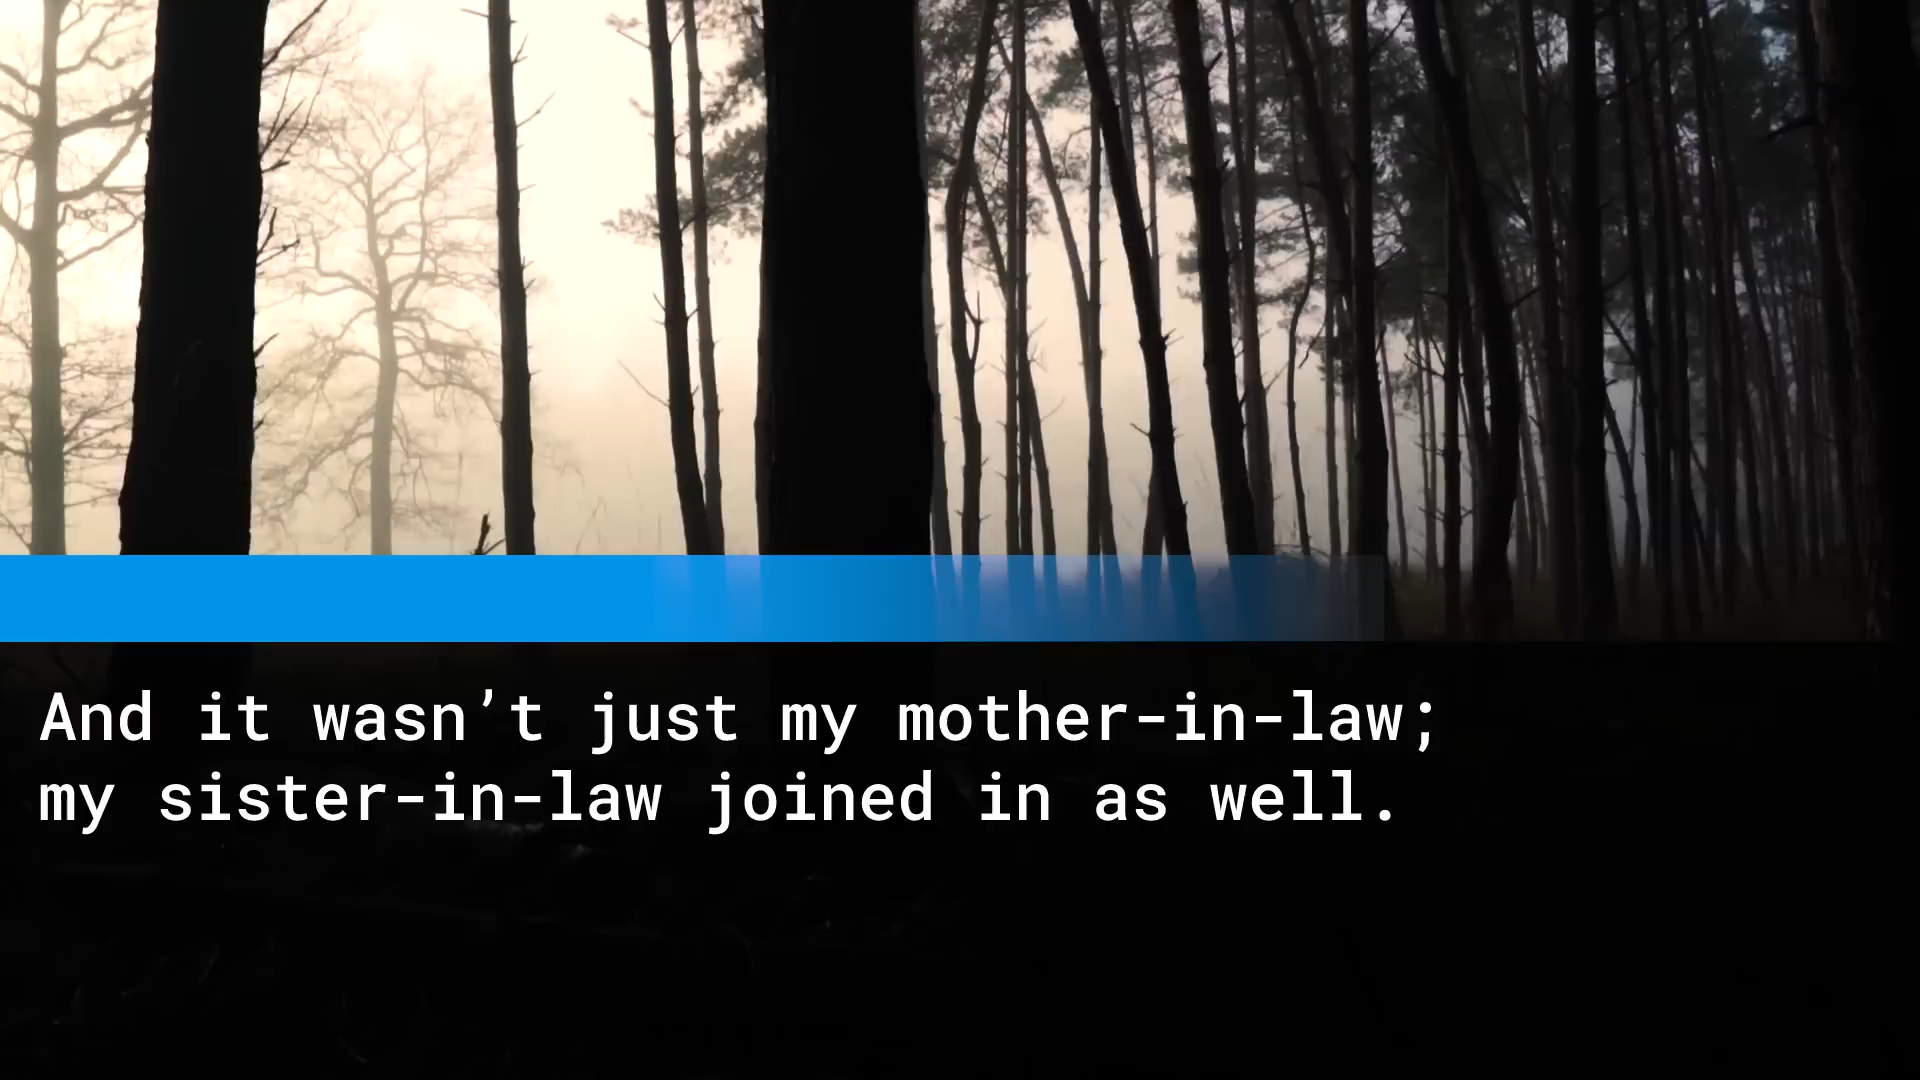 And it wasn’t just my mother-in-law;
my sister-in-law joined in as well.